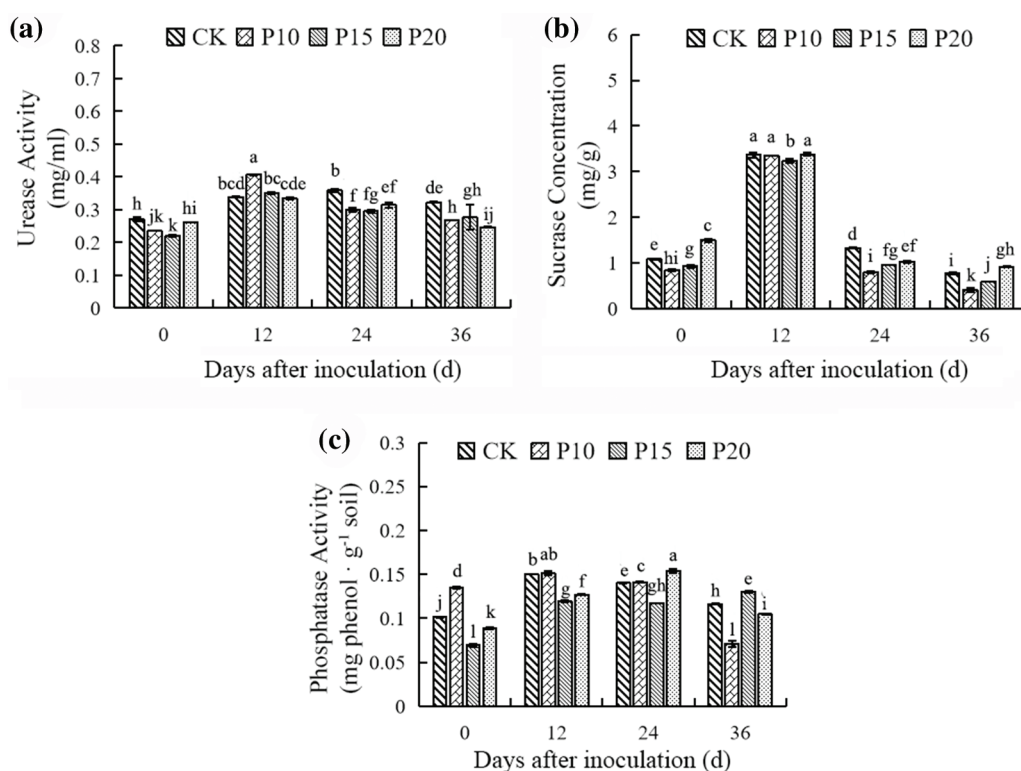 (a)
CK P10 P15 P20
Urease Activity
(mg/ml)
0.8
0.7
0.6
0.5
0.4
0.3
0.2
0.1
0
h jk k hi
bcd a bc cde
b f fg ef
de h gh ij
0 12 24 36
Days after inoculation (d)
(b)
CK P10 P15 P20
Sucrase Concentration
(mg/g)
6
5
4
3
2
1
0
e hi g c
a a b a
d i fg ef
i k j gh
0 12 24 36
Days after inoculation (d)
(c)
CK P10 P15 P20
Phosphatase Activity
(mg phenol · g⁻¹ soil)
0.3
0.25
0.2
0.15
0.1
0.05
0
j d l k
b ab g f
e c gh a
h l e i
0 12 24 36
Days after inoculation (d)